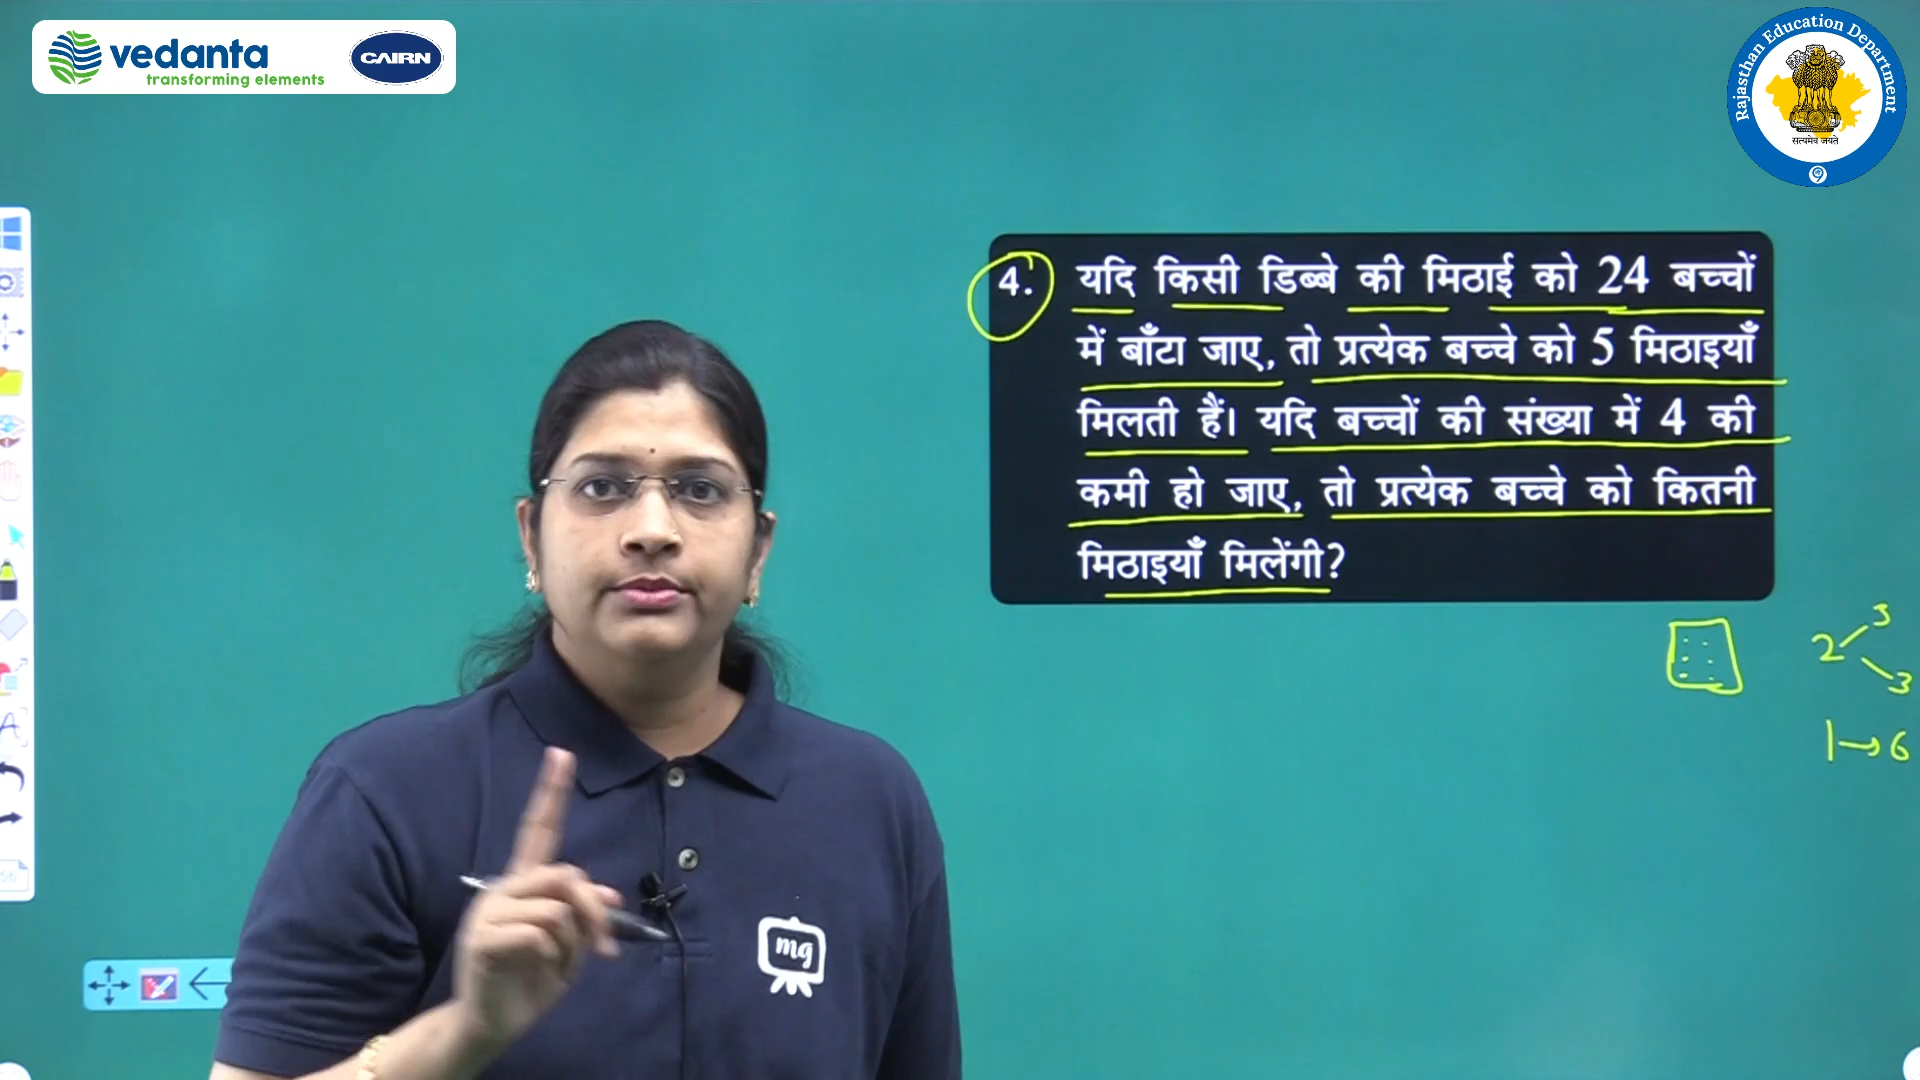 vedanta
transforming elements
CAIRN
Rajasthan Education Department
सत्यमेव जयते
4. यदि किसी डिब्बे की मिठाई को 24 बच्चों
में बाँटा जाए, तो प्रत्येक बच्चे को 5 मिठाइयाँ
मिलती हैं। यदि बच्चों की संख्या में 4 की
कमी हो जाए, तो प्रत्येक बच्चे को कितनी
मिठाइयाँ मिलेंगी?
3
2
3
1→6
mg
56